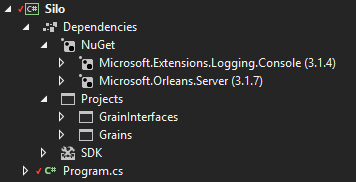 C# Silo
Dependencies
NuGet
Microsoft.Extensions.Logging.Console (3.1.4)
Microsoft.Orleans.Server (3.1.7)
Projects
GrainInterfaces
Grains
SDK
C# Program.cs